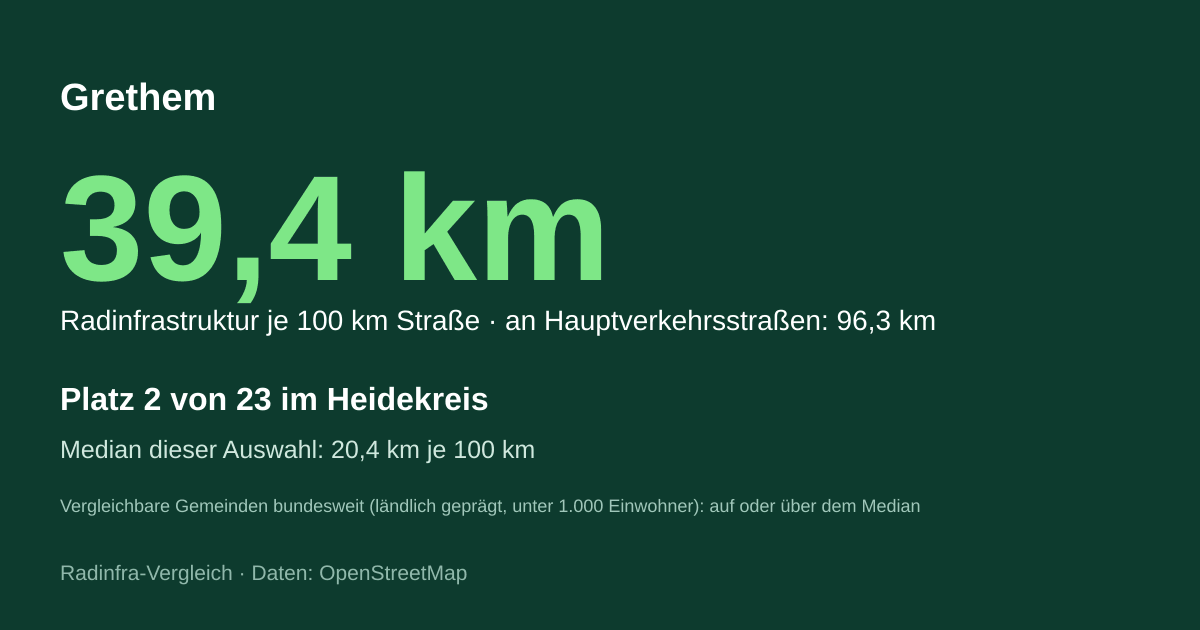 Grethem
39,4 km
Radinfrastruktur je 100 km Straße · an Hauptverkehrsstraßen: 96,3 km
Platz 2 von 23 im Heidekreis
Median dieser Auswahl: 20,4 km je 100 km
Vergleichbare Gemeinden bundesweit (ländlich geprägt, unter 1.000 Einwohner): auf oder über dem Median
Radinfra-Vergleich · Daten: OpenStreetMap